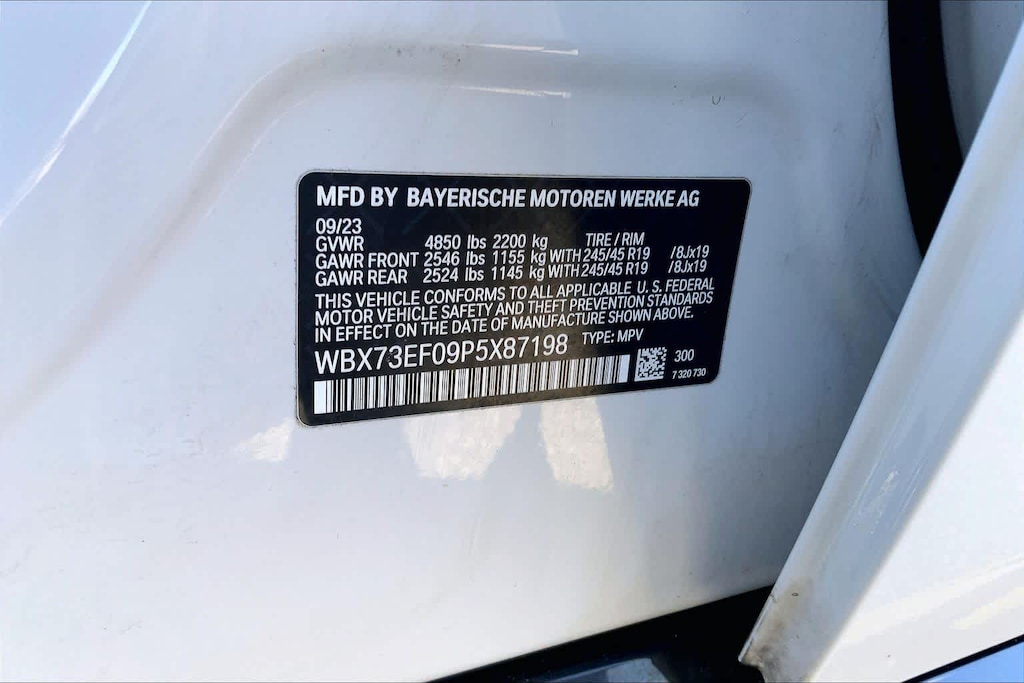 MFD BY BAYERISCHE MOTOREN WERKE AG
09/23
GVWR 4850 lbs 2200 kg TIRE / RIM
GAWR FRONT 2546 lbs 1155 kg WITH 245/45 R19 /8Jx19
GAWR REAR 2524 lbs 1145 kg WITH 245/45 R19 /8Jx19
THIS VEHICLE CONFORMS TO ALL APPLICABLE U.S. FEDERAL
MOTOR VEHICLE SAFETY AND THEFT PREVENTION STANDARDS
IN EFFECT ON THE DATE OF MANUFACTURE SHOWN ABOVE.
WBX73EF09P5X87198 TYPE: MPV
300
7 320 730